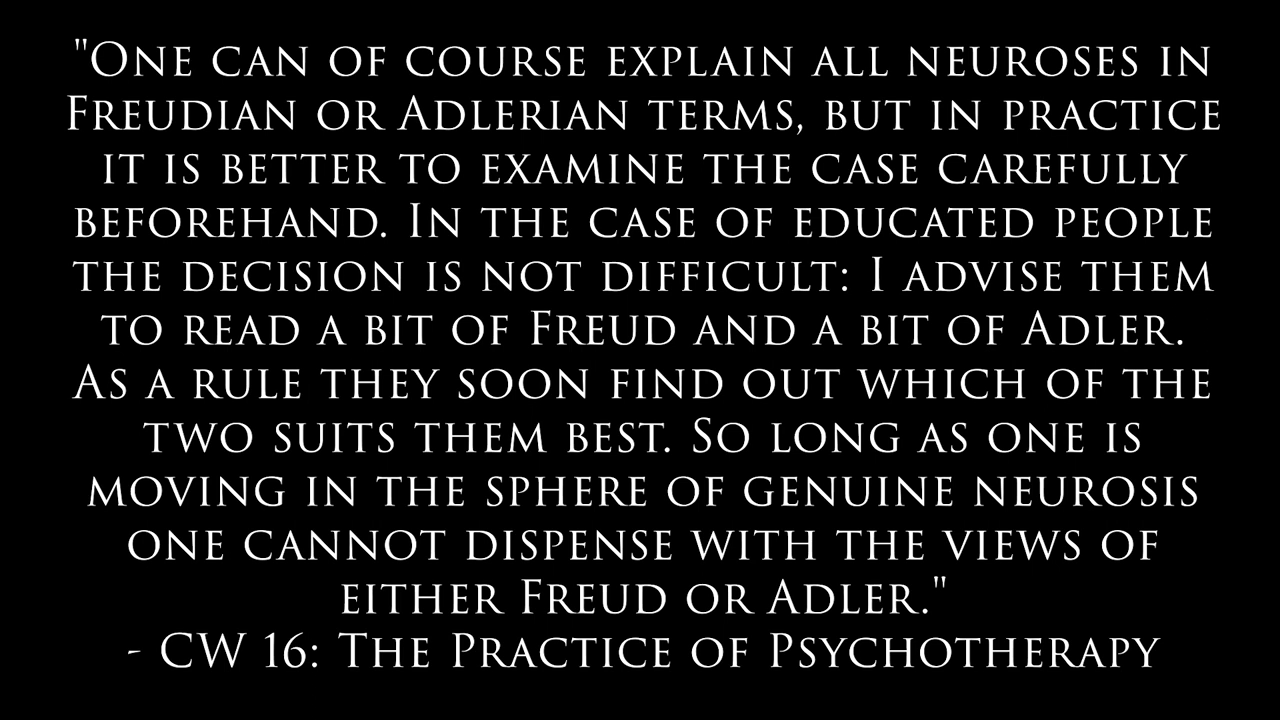 "One can of course explain all neuroses in
Freudian or Adlerian terms, but in practice
it is better to examine the case carefully
beforehand. In the case of educated people
the decision is not difficult: I advise them
to read a bit of Freud and a bit of Adler.
As a rule they soon find out which of the
two suits them best. So long as one is
moving in the sphere of genuine neurosis
one cannot dispense with the views of
either Freud or Adler."
- CW 16: The Practice of Psychotherapy